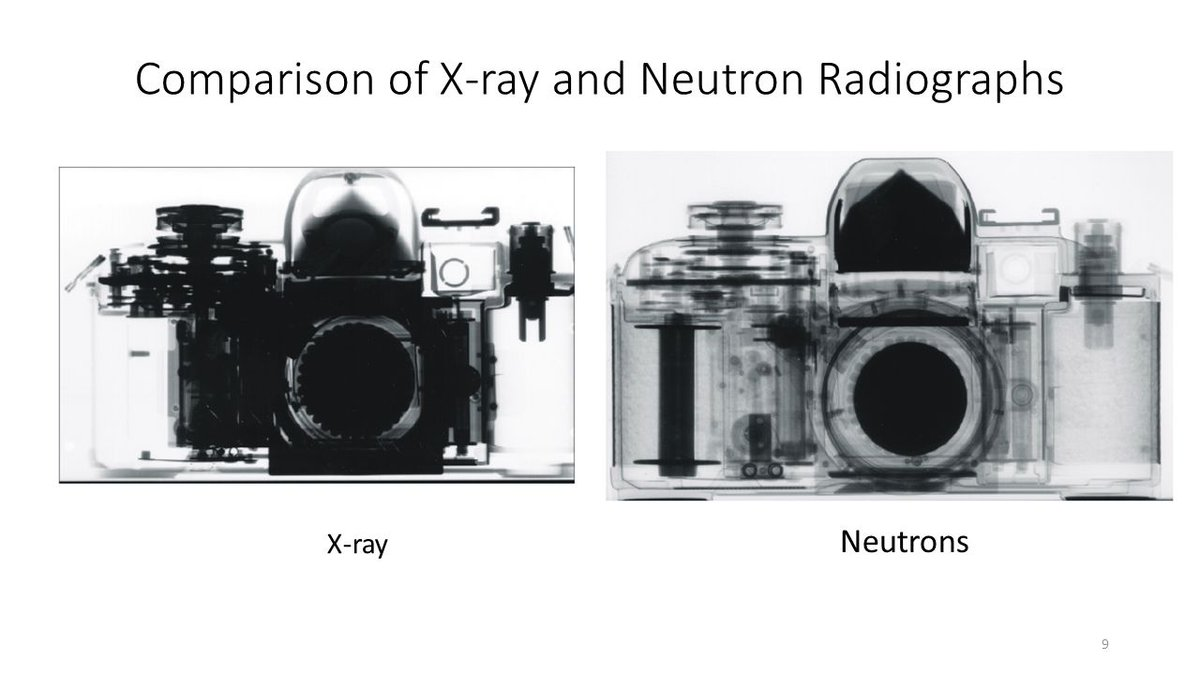 Comparison of X-ray and Neutron Radiographs
X-ray
Neutrons
9